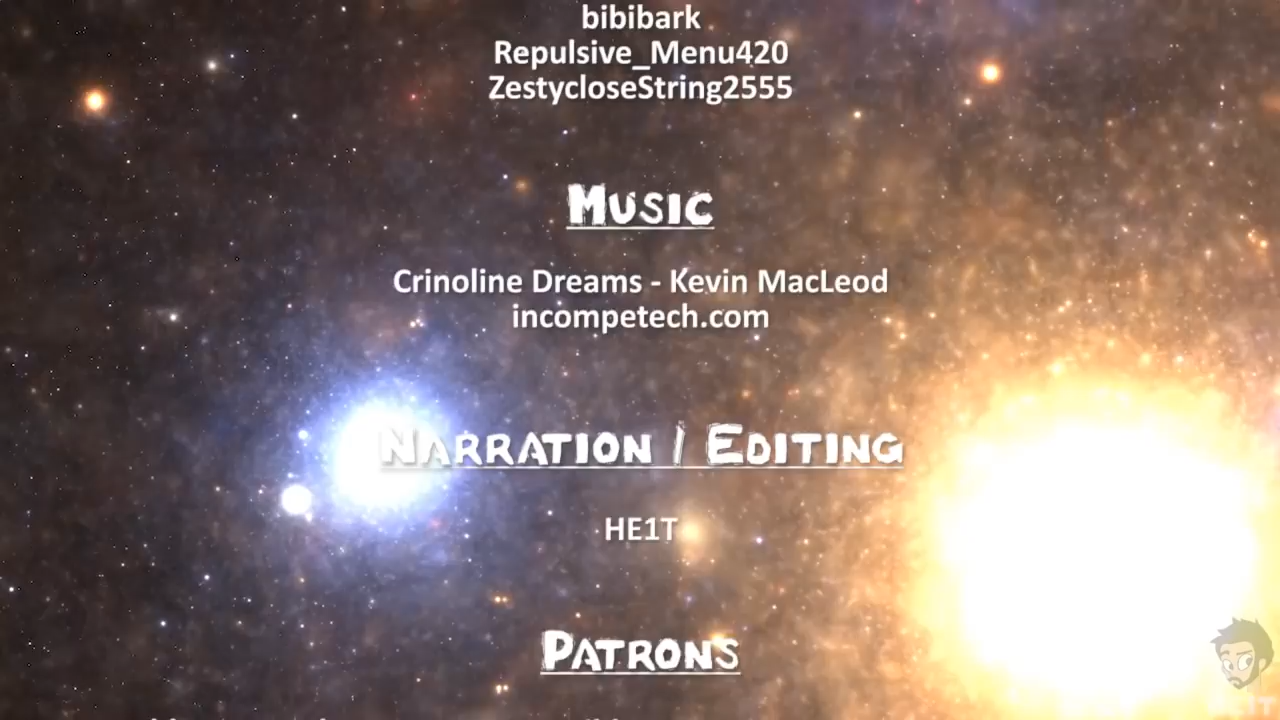 bibibark
Repulsive_Menu420
ZestycloseString2555
Music
Crinoline Dreams - Kevin MacLeod
incompetech.com
Narration / Editing
HE1T
Patrons